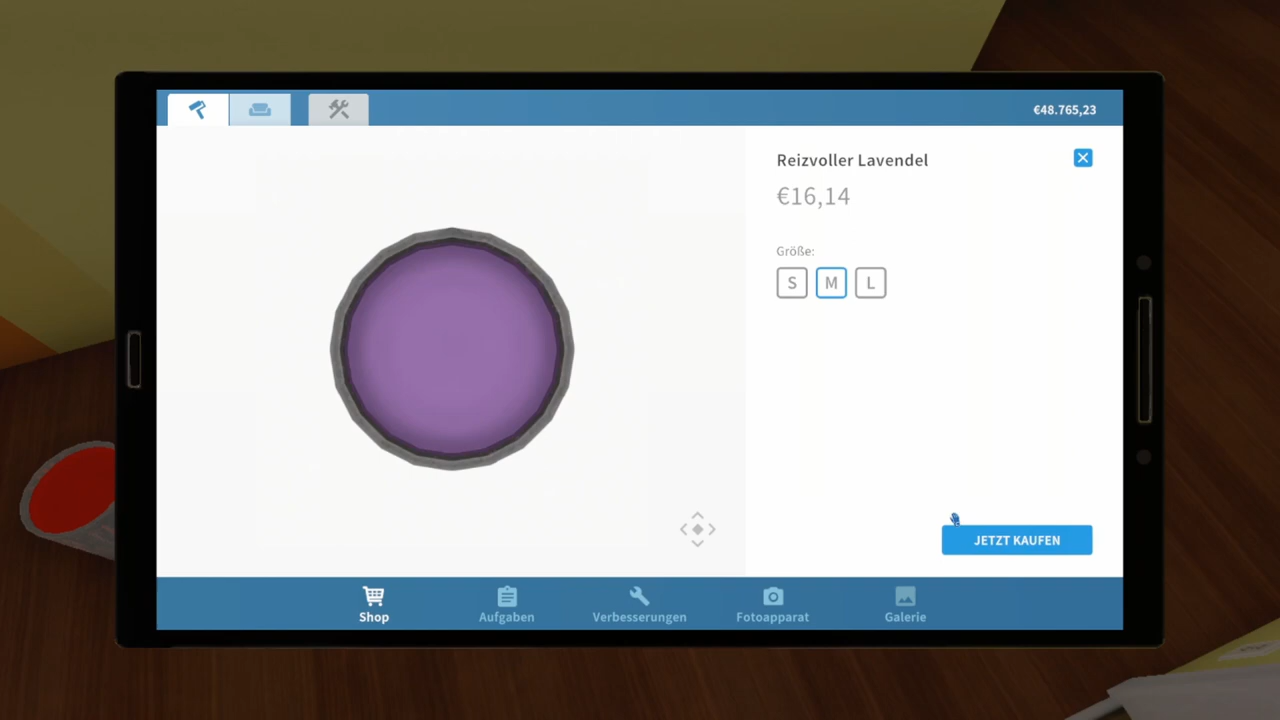 €48.765,23
Reizvoller Lavendel
€16,14
Größe:
S M L
JETZT KAUFEN
Shop Aufgaben Verbesserungen Fotoapparat Galerie